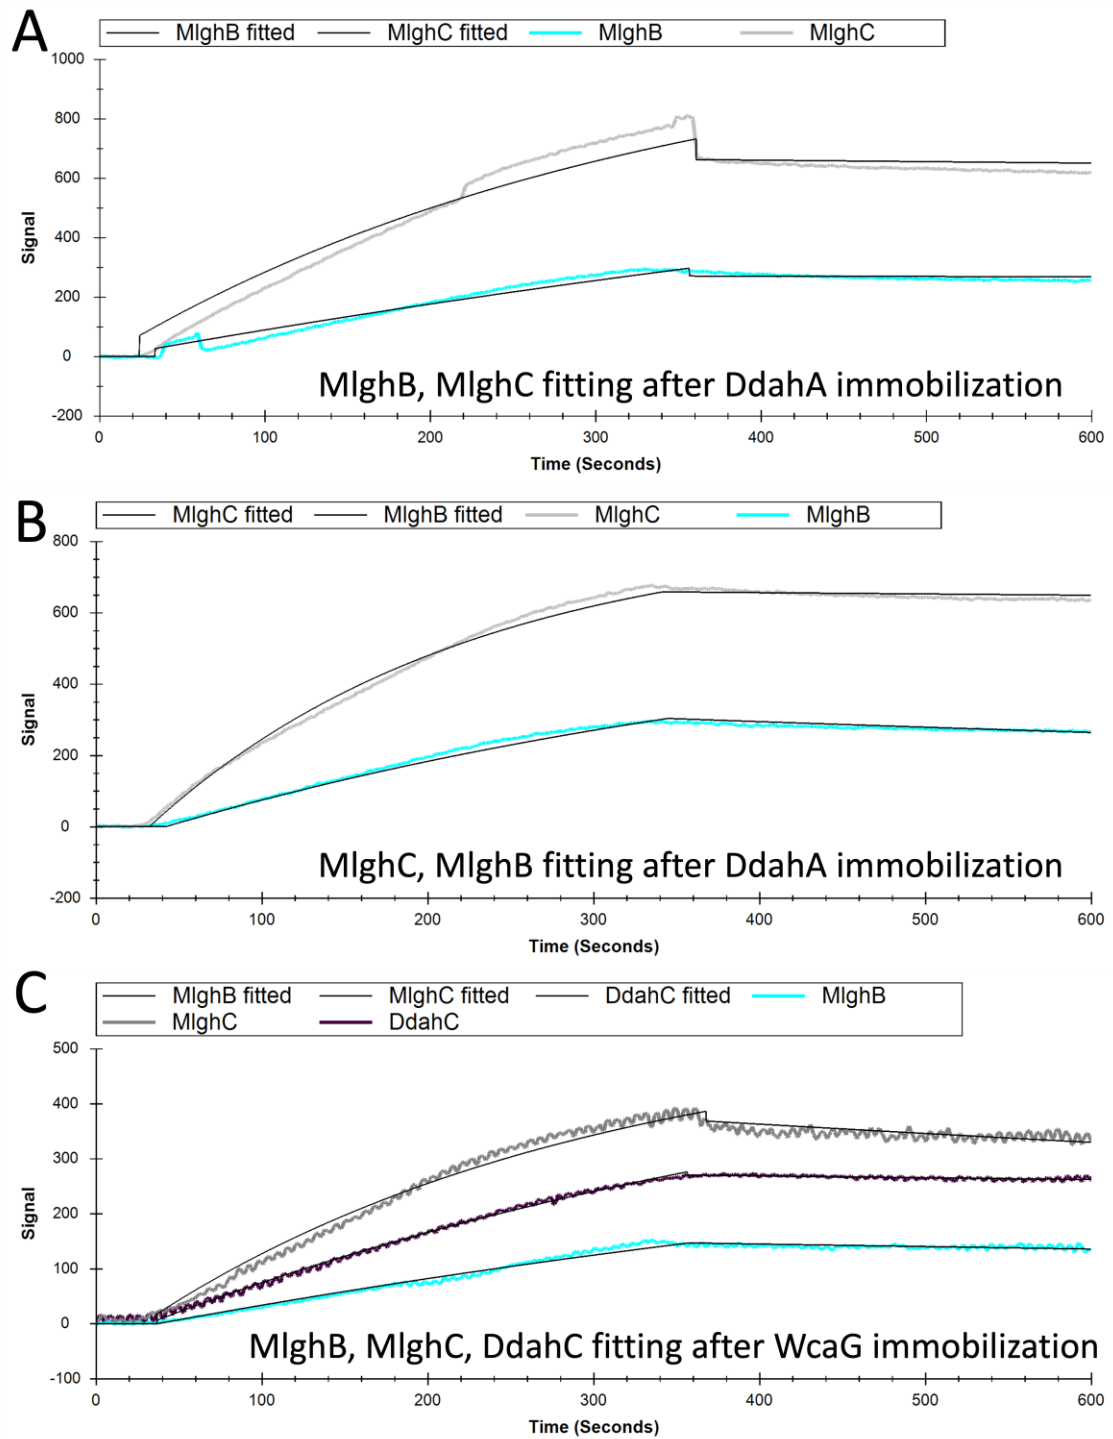 A
MlghB fitted MlghC fitted MlghB MlghC
1000
800
600
400
200
0
-200
Signal
MlghB, MlghC fitting after DdahA immobilization
0 100 200 300 400 500 600
Time (Seconds)
B
MlghC fitted MlghB fitted MlghC MlghB
800
600
400
200
0
-200
Signal
MlghC, MlghB fitting after DdahA immobilization
0 100 200 300 400 500 600
Time (Seconds)
C
MlghB fitted MlghC fitted DdahC fitted MlghB
MlghC DdahC
500
400
300
200
100
0
-100
Signal
MlghB, MlghC, DdahC fitting after WcaG immobilization
0 100 200 300 400 500 600
Time (Seconds)